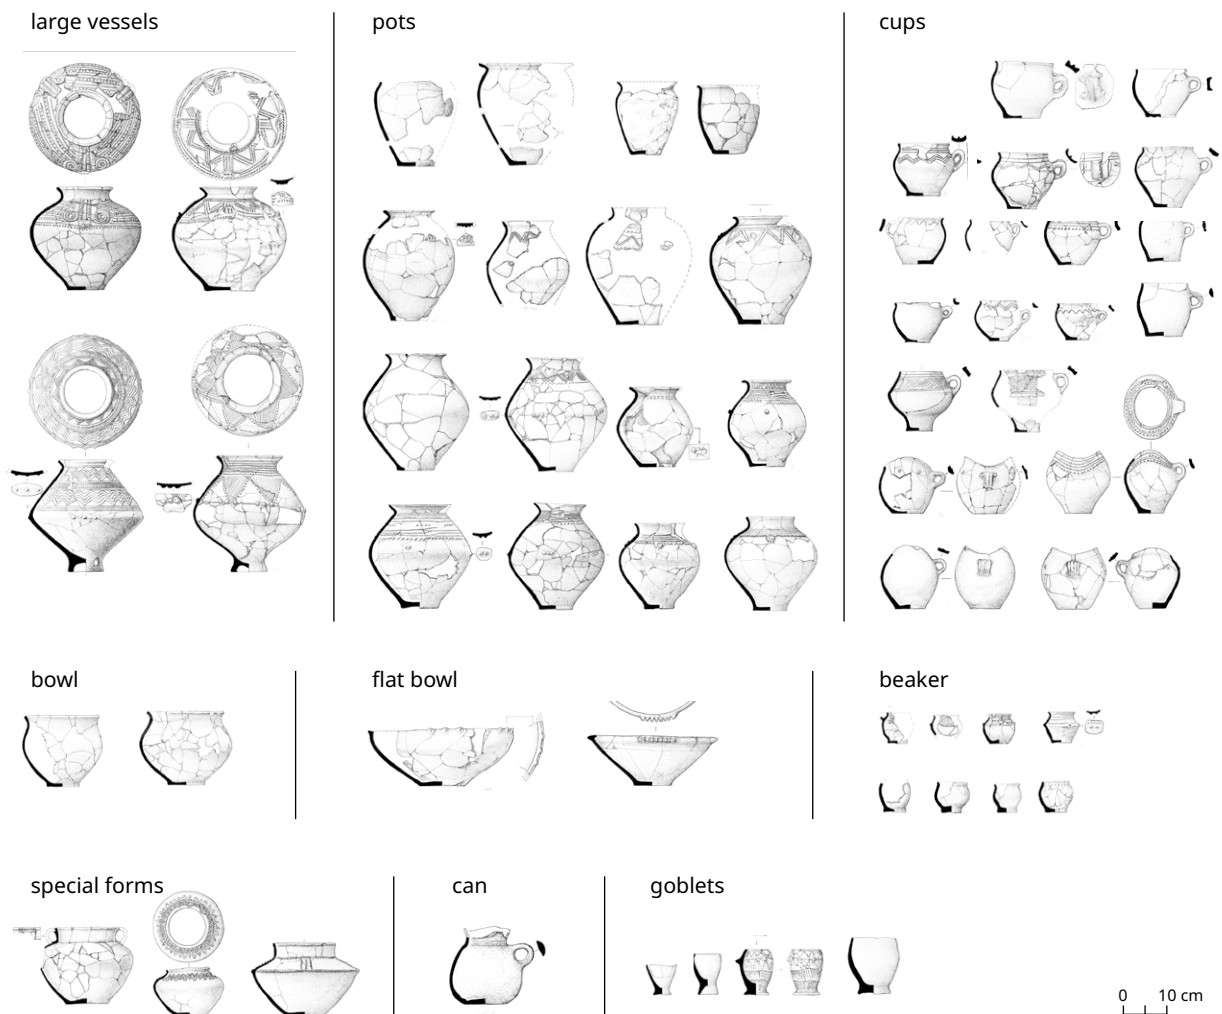 large vessels
pots
cups
bowl
flat bowl
beaker
special forms
can
goblets
0 10 cm